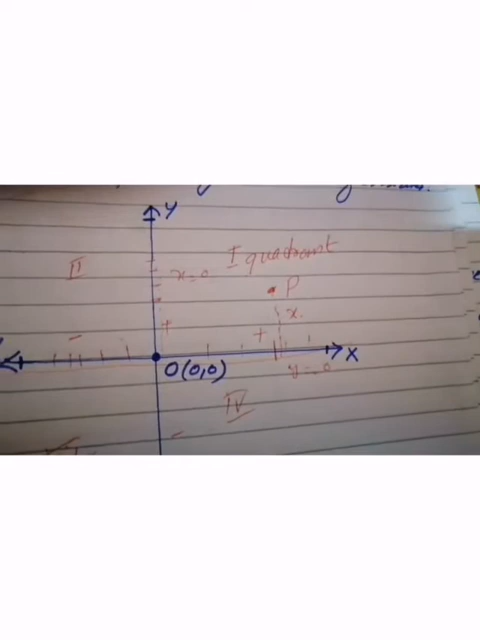 Y
I quadrant
II
x=0
P
x
+
+
-
X
O(0,0)
y=0
IV
-